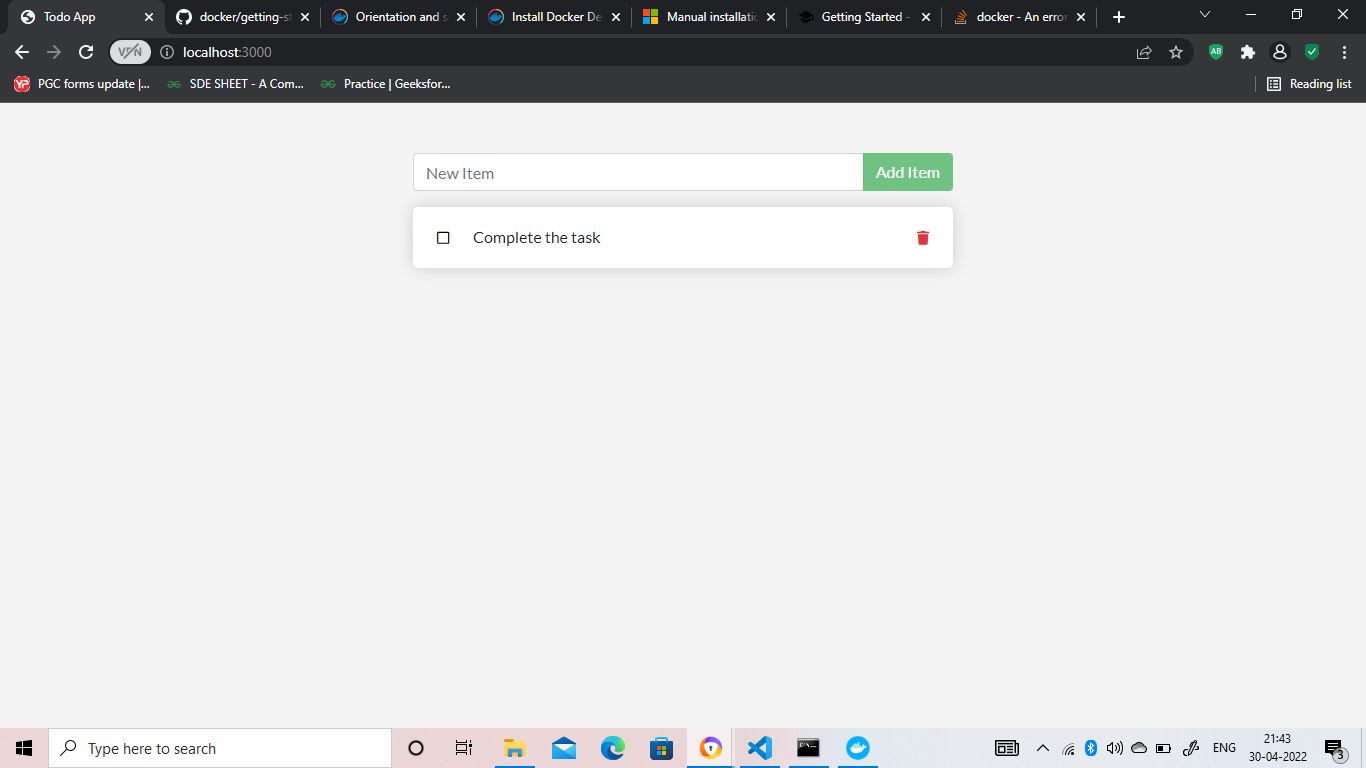 Todo App
docker/getting-st
Orientation and s
Install Docker De
Manual installatio
Getting Started -
docker - An error
VPN
localhost:3000
AB
YP
PGC forms update |...
SDE SHEET - A Com...
Practice | Geeksfor...
Reading list
New Item
Add Item
Complete the task
Type here to search
ENG
21:43
30-04-2022
3